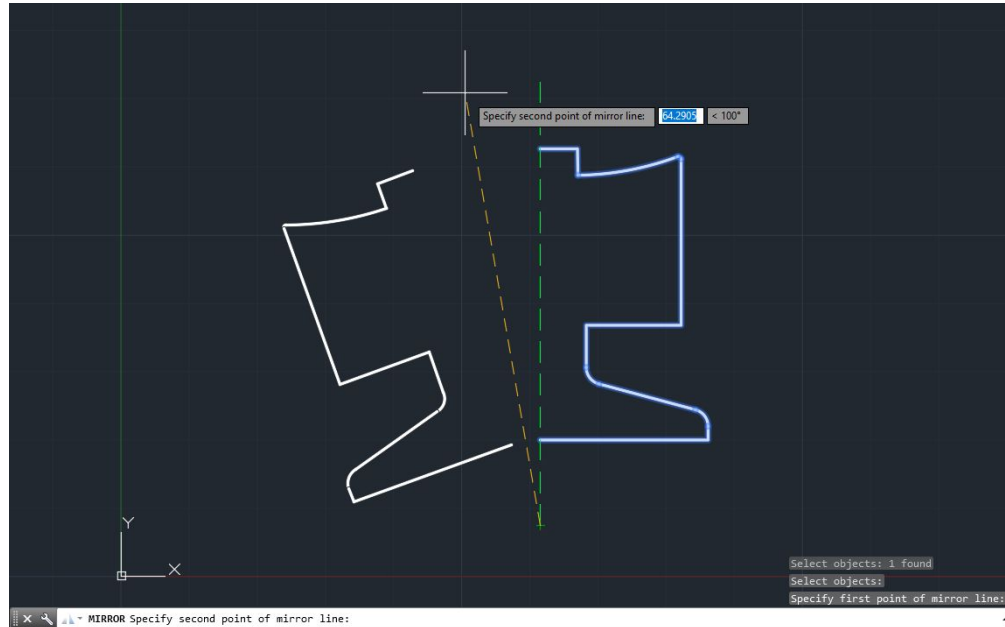 Specify second point of mirror line: 64.2905 < 100°
Y
X
Select objects: 1 found
Select objects:
Specify first point of mirror line:
MIRROR Specify second point of mirror line: